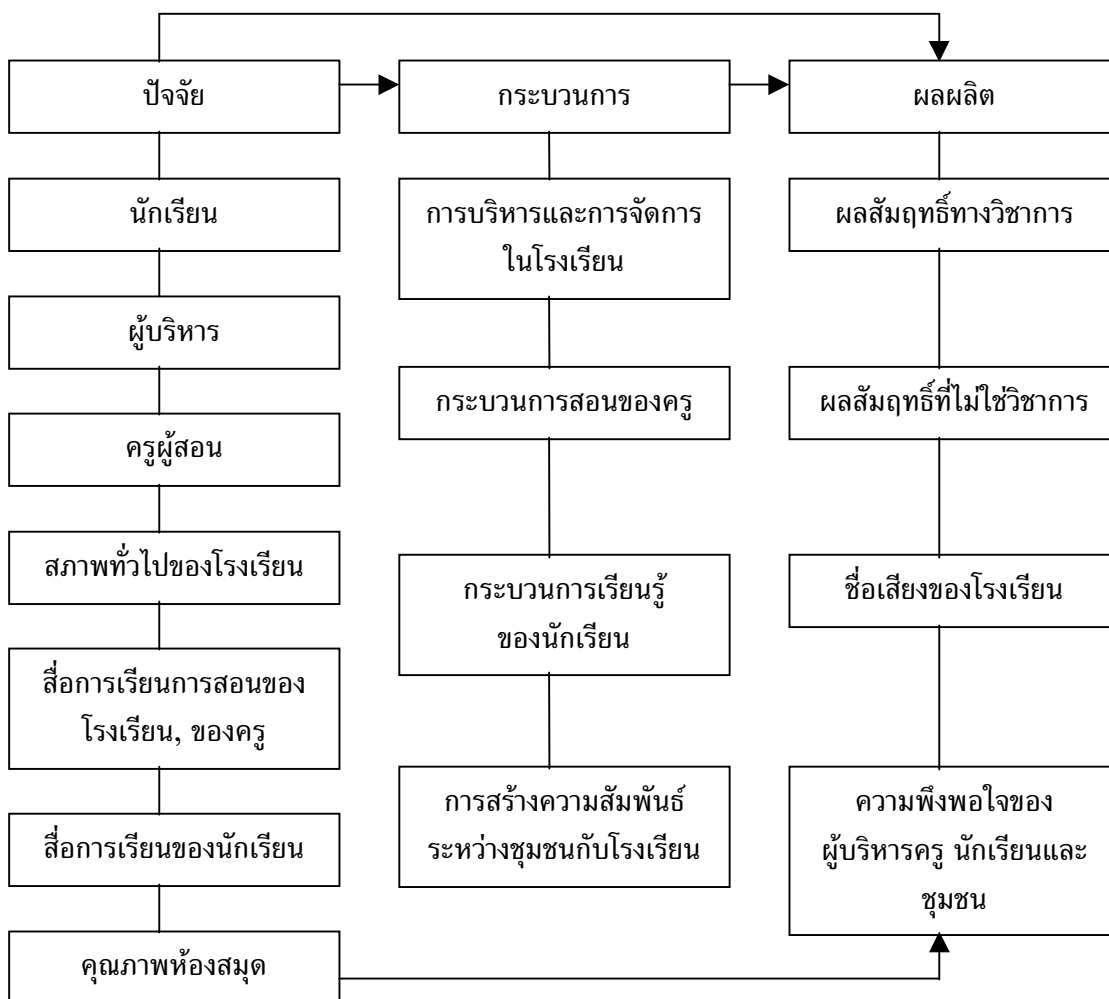 ปัจจัย
นักเรียน
ผู้บริหาร
ครูผู้สอน
สภาพทั่วไปของโรงเรียน
สื่อการเรียนการสอนของ
โรงเรียน, ของครู
สื่อการเรียนของนักเรียน
คุณภาพห้องสมุด
กระบวนการ
การบริหารและการจัดการ
ในโรงเรียน
กระบวนการสอนของครู
กระบวนการเรียนรู้
ของนักเรียน
การสร้างความสัมพันธ์
ระหว่างชุมชนกับโรงเรียน
ผลผลิต
ผลสัมฤทธิ์ทางวิชาการ
ผลสัมฤทธิ์ที่ไม่ใช่วิชาการ
ชื่อเสียงของโรงเรียน
ความพึงพอใจของ
ผู้บริหารครู นักเรียนและ
ชุมชน